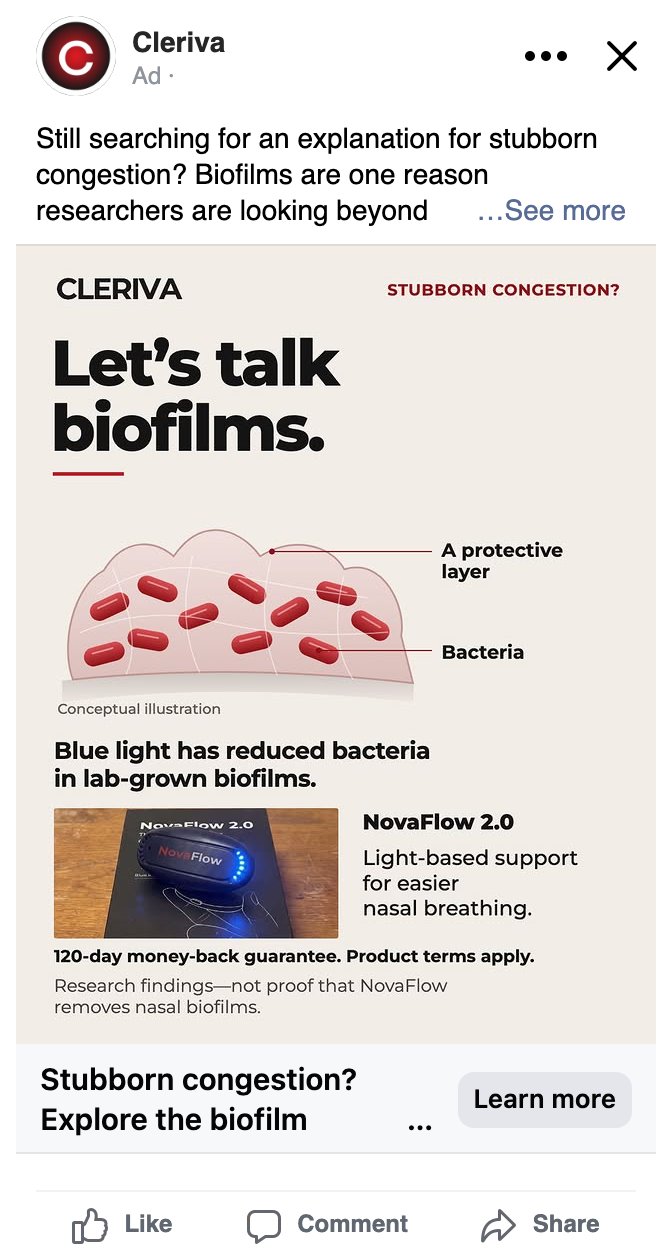 Cleriva
Ad ·
Still searching for an explanation for stubborn
congestion? Biofilms are one reason
researchers are looking beyond ...See more
CLERIVA
STUBBORN CONGESTION?
Let's talk
biofilms.
A protective
layer
Bacteria
Conceptual illustration
Blue light has reduced bacteria
in lab-grown biofilms.
NovaFlow 2.0
NovaFlow
NovaFlow 2.0
Light-based support
for easier
nasal breathing.
120-day money-back guarantee. Product terms apply.
Research findings—not proof that NovaFlow
removes nasal biofilms.
Stubborn congestion?
Explore the biofilm ...
Learn more
Like
Comment
Share